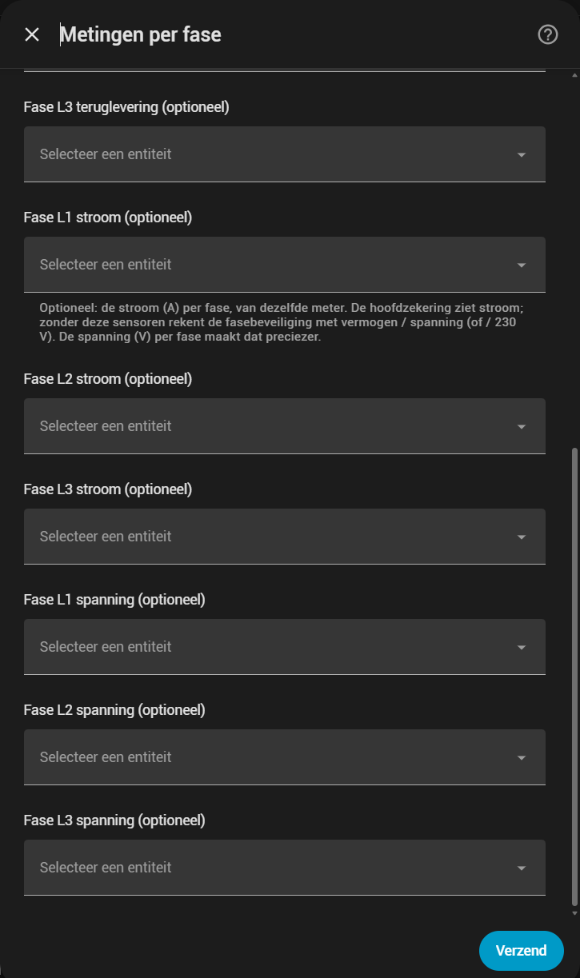 Metingen per fase
Fase L3 teruglevering (optioneel)
Selecteer een entiteit
Fase L1 stroom (optioneel)
Selecteer een entiteit
Optioneel: de stroom (A) per fase, van dezelfde meter. De hoofdzekering ziet stroom;
zonder deze sensoren rekent de fasebeveiliging met vermogen / spanning (of / 230
V). De spanning (V) per fase maakt dat preciezer.
Fase L2 stroom (optioneel)
Selecteer een entiteit
Fase L3 stroom (optioneel)
Selecteer een entiteit
Fase L1 spanning (optioneel)
Selecteer een entiteit
Fase L2 spanning (optioneel)
Selecteer een entiteit
Fase L3 spanning (optioneel)
Selecteer een entiteit
Verzend